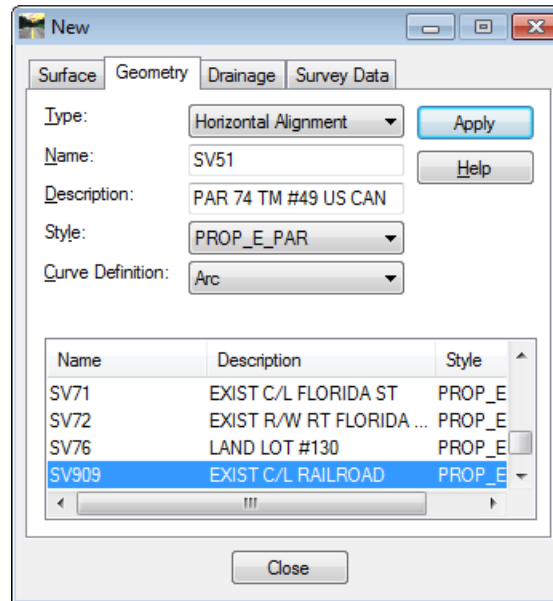 New
Surface Geometry Drainage Survey Data
Type: Horizontal Alignment Apply
Name: SV51 Help
Description: PAR 74 TM #49 US CAN
Style: PROP_E_PAR
Curve Definition: Arc
Name Description Style
SV71 EXIST C/L FLORIDA ST PROP_E
SV72 EXIST R/W RT FLORIDA ... PROP_E
SV76 LAND LOT #130 PROP_E
SV909 EXIST C/L RAILROAD PROP_E
Close